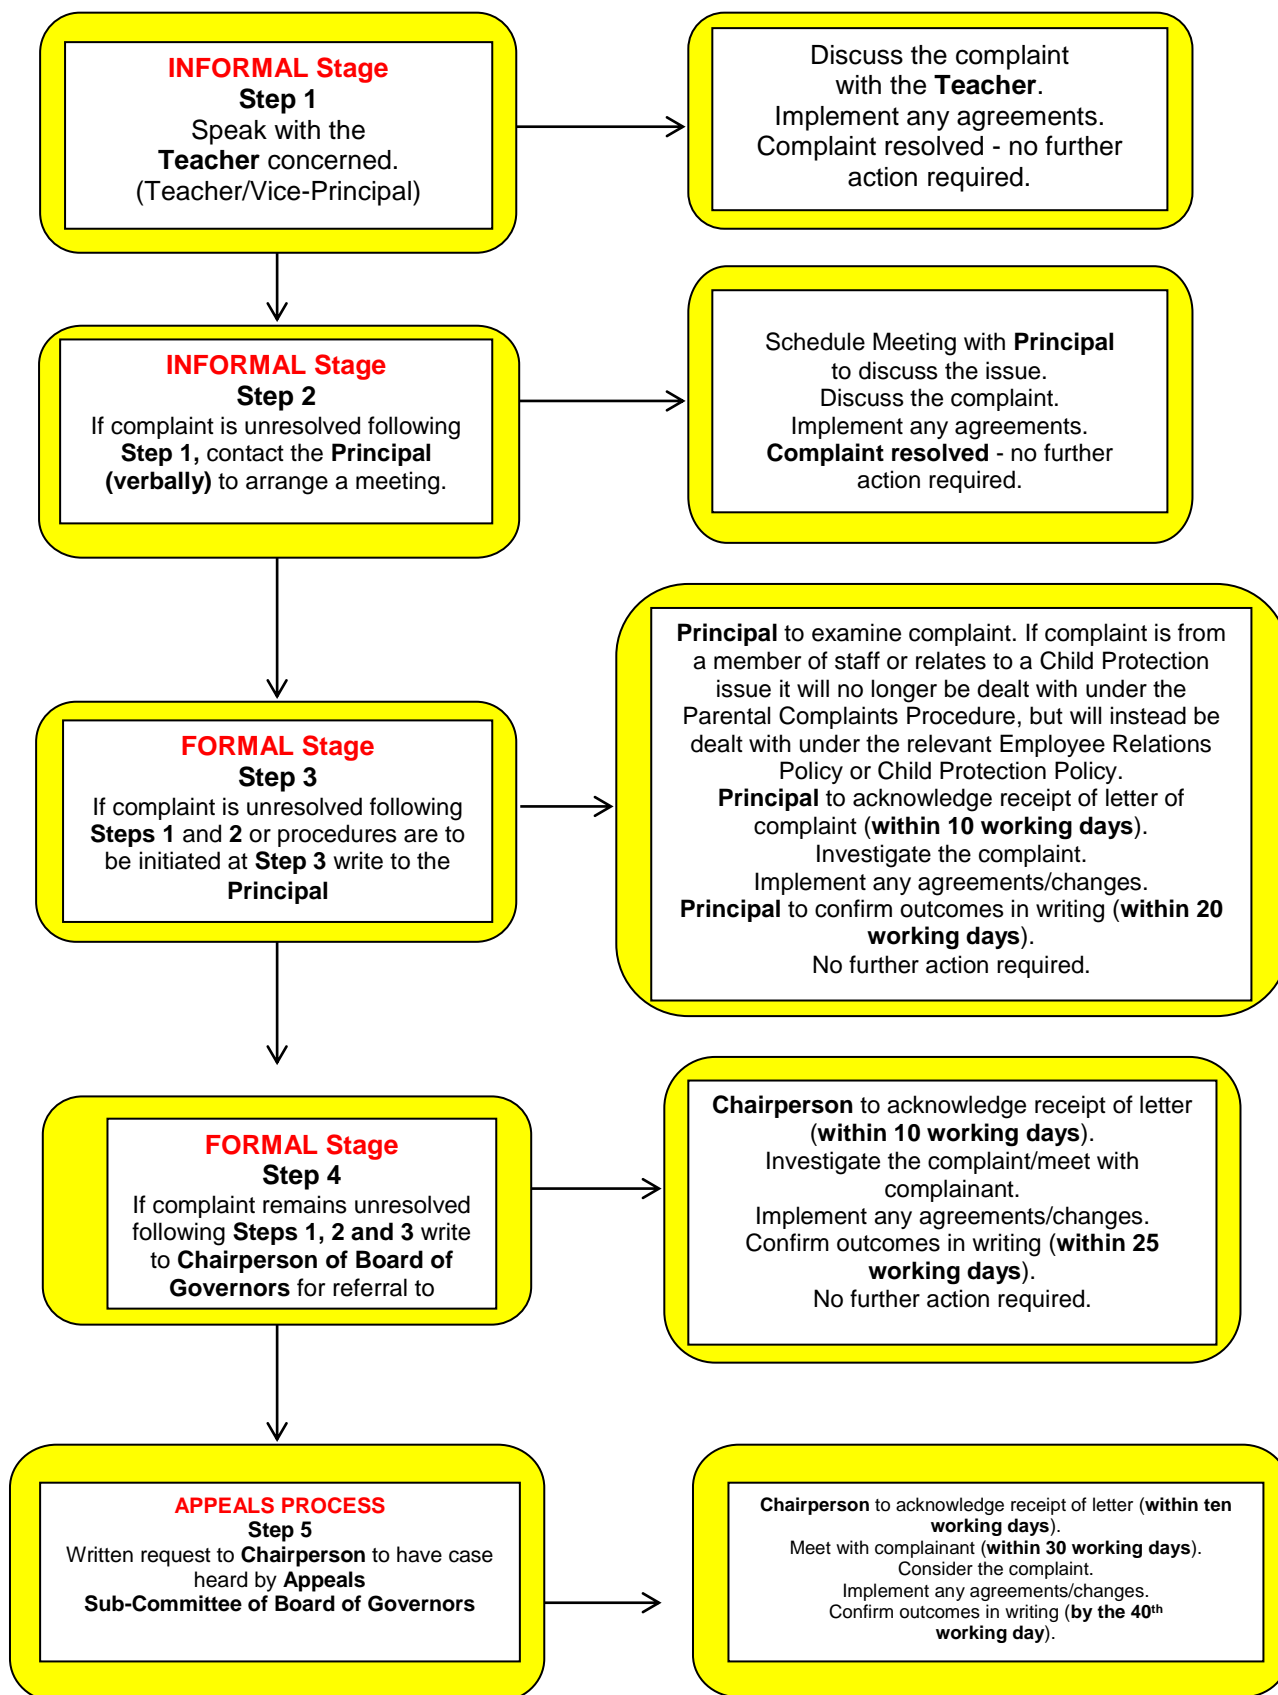 INFORMAL Stage
Step 1
Speak with the
Teacher concerned.
(Teacher/Vice-Principal)
Discuss the complaint
with the Teacher.
Implement any agreements.
Complaint resolved - no further
action required.
INFORMAL Stage
Step 2
If complaint is unresolved following
Step 1, contact the Principal
(verbally) to arrange a meeting.
Schedule Meeting with Principal
to discuss the issue.
Discuss the complaint.
Implement any agreements.
Complaint resolved - no further
action required.
FORMAL Stage
Step 3
If complaint is unresolved following
Steps 1 and 2 or procedures are to
be initiated at Step 3 write to the
Principal
Principal to examine complaint. If complaint is from
a member of staff or relates to a Child Protection
issue it will no longer be dealt with under the
Parental Complaints Procedure, but will instead be
dealt with under the relevant Employee Relations
Policy or Child Protection Policy.
Principal to acknowledge receipt of letter of
complaint (within 10 working days).
Investigate the complaint.
Implement any agreements/changes.
Principal to confirm outcomes in writing (within 20
working days).
No further action required.
FORMAL Stage
Step 4
If complaint remains unresolved
following Steps 1, 2 and 3 write
to Chairperson of Board of
Governors for referral to
Chairperson to acknowledge receipt of letter
(within 10 working days).
Investigate the complaint/meet with
complainant.
Implement any agreements/changes.
Confirm outcomes in writing (within 25
working days).
No further action required.
APPEALS PROCESS
Step 5
Written request to Chairperson to have case
heard by Appeals
Sub-Committee of Board of Governors
Chairperson to acknowledge receipt of letter (within ten
working days).
Meet with complainant (within 30 working days).
Consider the complaint.
Implement any agreements/changes.
Confirm outcomes in writing (by the 40th
working day).